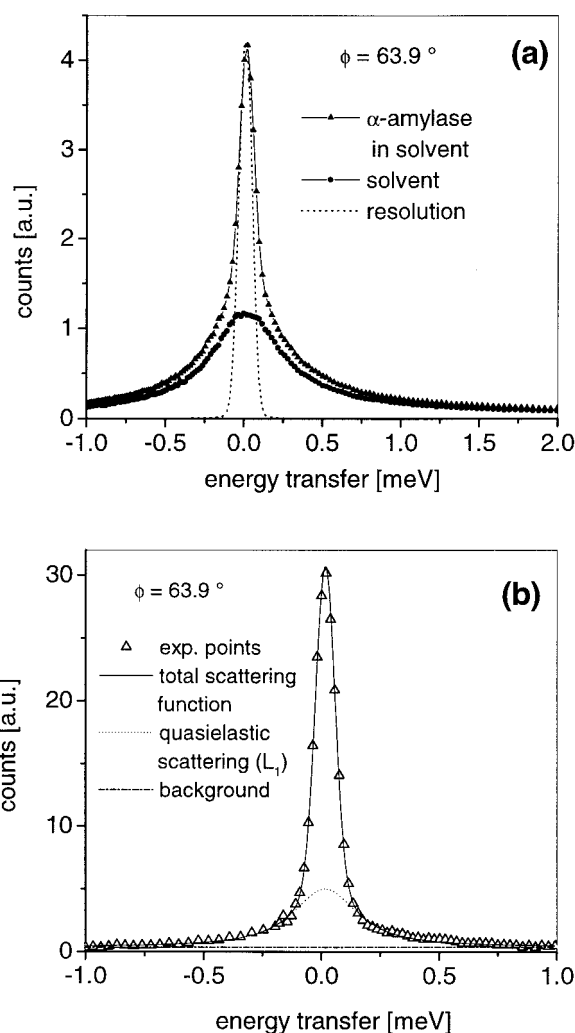 (a)
ϕ = 63.9 °
α-amylase
in solvent
solvent
resolution
counts [a.u.]
4
3
2
1
0
-1.0 -0.5 0.0 0.5 1.0 1.5 2.0
energy transfer [meV]
(b)
ϕ = 63.9 °
exp. points
total scattering
function
quasielastic
scattering (L₁)
background
counts [a.u.]
30
20
10
0
-1.0 -0.5 0.0 0.5 1.0
energy transfer [meV]